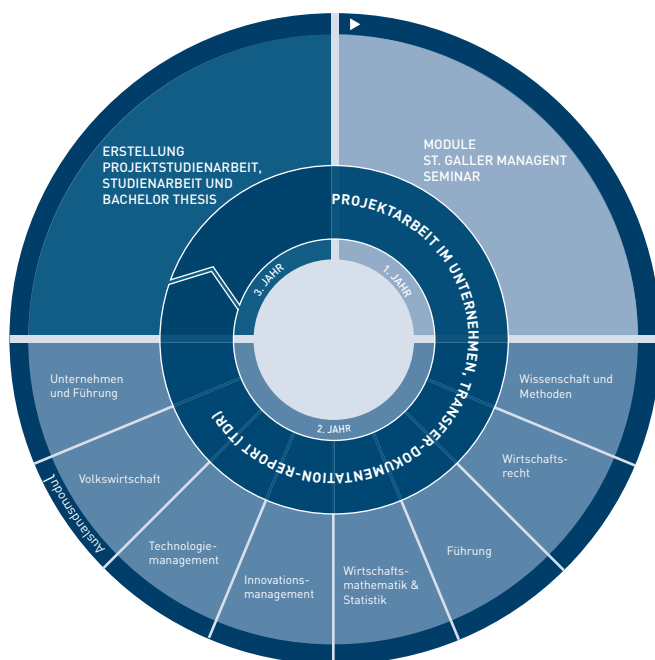 MODULE
ST. GALLER MANAGENT
SEMINAR
ERSTELLUNG
PROJEKTSTUDIENARBEIT,
STUDIENARBEIT UND
BACHELOR THESIS
PROJEKTARBEIT IM UNTERNEHMEN, TRANSFER-DOKUMENTATION-REPORT (TDR)
1. JAHR
2. JAHR
3. JAHR
Wissenschaft und
Methoden
Wirtschafts-
recht
Führung
Wirtschafts-
mathematik &
Statistik
Innovations-
management
Technologie-
management
Volkswirtschaft
Auslandsmodul
Unternehmen
und Führung